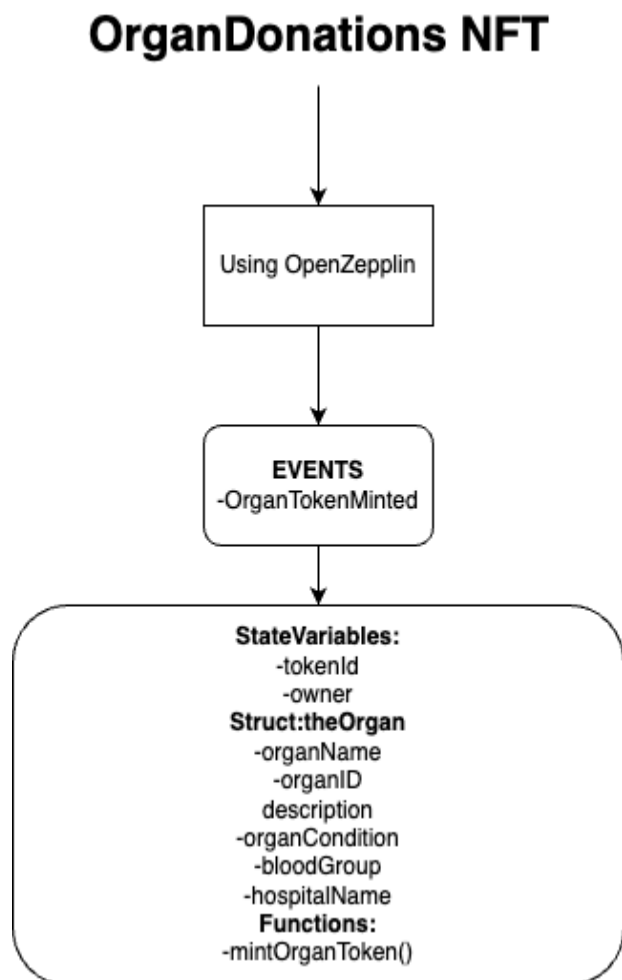 OrganDonations NFT
Using OpenZepplin
EVENTS
-OrganTokenMinted
StateVariables:
-tokenId
-owner
Struct:theOrgan
-organName
-organID
description
-organCondition
-bloodGroup
-hospitalName
Functions:
-mintOrganToken()